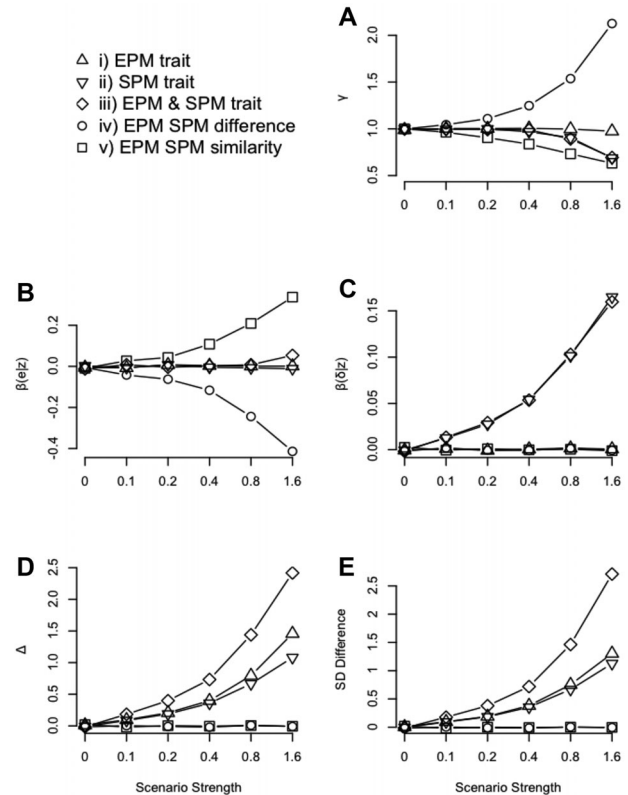 A
i) EPM trait
ii) SPM trait
iii) EPM & SPM trait
iv) EPM SPM difference
v) EPM SPM similarity
γ
2.0
1.5
1.0
0.5
0 0.1 0.2 0.4 0.8 1.6
B
β(e|z)
0.2
0.0
-0.2
-0.4
0 0.1 0.2 0.4 0.8 1.6
C
β(δ|z)
0.15
0.10
0.05
0.00
0 0.1 0.2 0.4 0.8 1.6
D
Δ
2.5
2.0
1.5
1.0
0.5
0.0
0 0.1 0.2 0.4 0.8 1.6
Scenario Strength
E
SD Difference
2.5
2
1.5
1
0.5
0
0 0.1 0.2 0.4 0.8 1.6
Scenario Strength